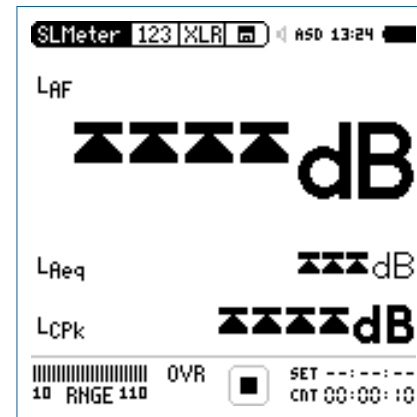 SLMeter 123 XLR ASD 13:24
LAF
dB
LAeq dB
LCPk dB
OVR SET --:--:--
10 RNGE 110 CNT 00:00:10